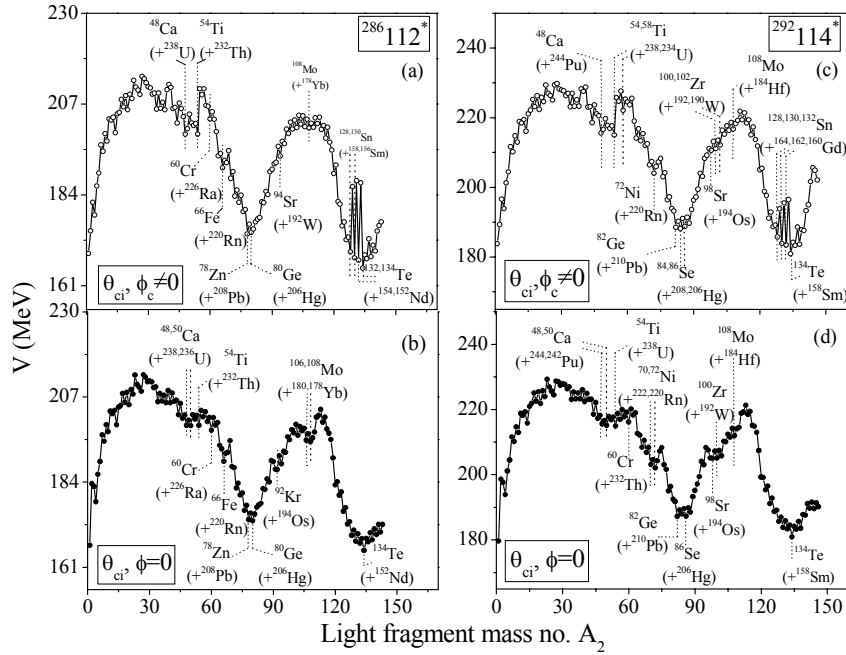 230
207
184
161
²⁸⁶112*
(a)
⁴⁸Ca
(+²³⁸U)
⁵⁴Ti
(+²³²Th)
¹⁰⁸Mo
(+¹⁷⁸Yb)
¹²⁸,¹³⁰Sn
(+¹⁵⁸,¹⁵⁶Sm)
⁶⁰Cr
(+²²⁶Ra)
⁶⁶Fe
(+²²⁰Rn)
⁹⁴Sr
(+¹⁹²W)
⁷⁸Zn
(+²⁰⁸Pb)
⁸⁰Ge
(+²⁰⁶Hg)
¹³²,¹³⁴Te
(+¹⁵⁴,¹⁵²Nd)
θci, ϕc≠0
230
220
210
200
190
180
²⁹²114*
(c)
⁴⁸Ca
(+²⁴⁴Pu)
⁵⁴,⁵⁸Ti
(+²³⁸,²³⁴U)
¹⁰⁰,¹⁰²Zr
(+¹⁹²,¹⁹⁰W)
¹⁰⁸Mo
(+¹⁸⁴Hf)
¹²⁸,¹³⁰,¹³²Sn
(+¹⁶⁴,¹⁶²,¹⁶⁰Gd)
⁷²Ni
(+²²⁰Rn)
⁹⁸Sr
(+¹⁹⁴Os)
⁸²Ge
(+²¹⁰Pb)
⁸⁴,⁸⁶Se
(+²⁰⁸,²⁰⁶Hg)
¹³⁴Te
(+¹⁵⁸Sm)
θci, ϕc≠0
V (MeV)
230
207
184
161
(b)
⁴⁸,⁵⁰Ca
(+²³⁸,²³⁶U)
⁵⁴Ti
(+²³²Th)
¹⁰⁶,¹⁰⁸Mo
(+¹⁸⁰,¹⁷⁸Yb)
⁶⁰Cr
(+²²⁶Ra)
⁶⁶Fe
(+²²⁰Rn)
⁹²Kr
(+¹⁹⁴Os)
⁷⁸Zn
(+²⁰⁸Pb)
⁸⁰Ge
(+²⁰⁶Hg)
¹³⁴Te
(+¹⁵²Nd)
θci, ϕ=0
0 30 60 90 120 150
240
220
200
180
(d)
⁴⁸,⁵⁰Ca
(+²⁴⁴,²⁴²Pu)
⁵⁴Ti
(+²³⁸U)
⁷⁰,⁷²Ni
(+²²²,²²⁰Rn)
¹⁰⁰Zr
(+¹⁹²W)
¹⁰⁸Mo
(+¹⁸⁴Hf)
⁶⁰Cr
(+²³²Th)
⁹⁸Sr
(+¹⁹⁴Os)
⁸²Ge
(+²¹⁰Pb)
⁸⁶Se
(+²⁰⁶Hg)
¹³⁴Te
(+¹⁵⁸Sm)
θci, ϕ=0
0 30 60 90 120 150
Light fragment mass no. A₂